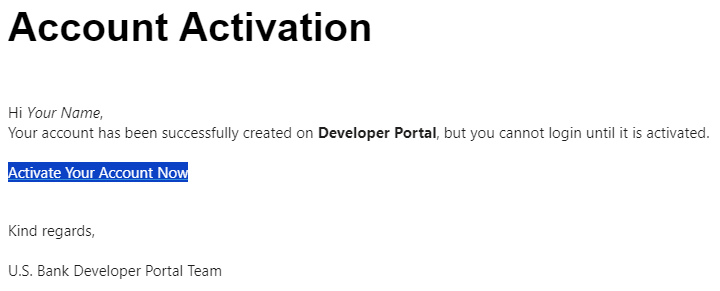 Account Activation
Hi Your Name,
Your account has been successfully created on Developer Portal, but you cannot login until it is activated.
Activate Your Account Now
Kind regards,
U.S. Bank Developer Portal Team